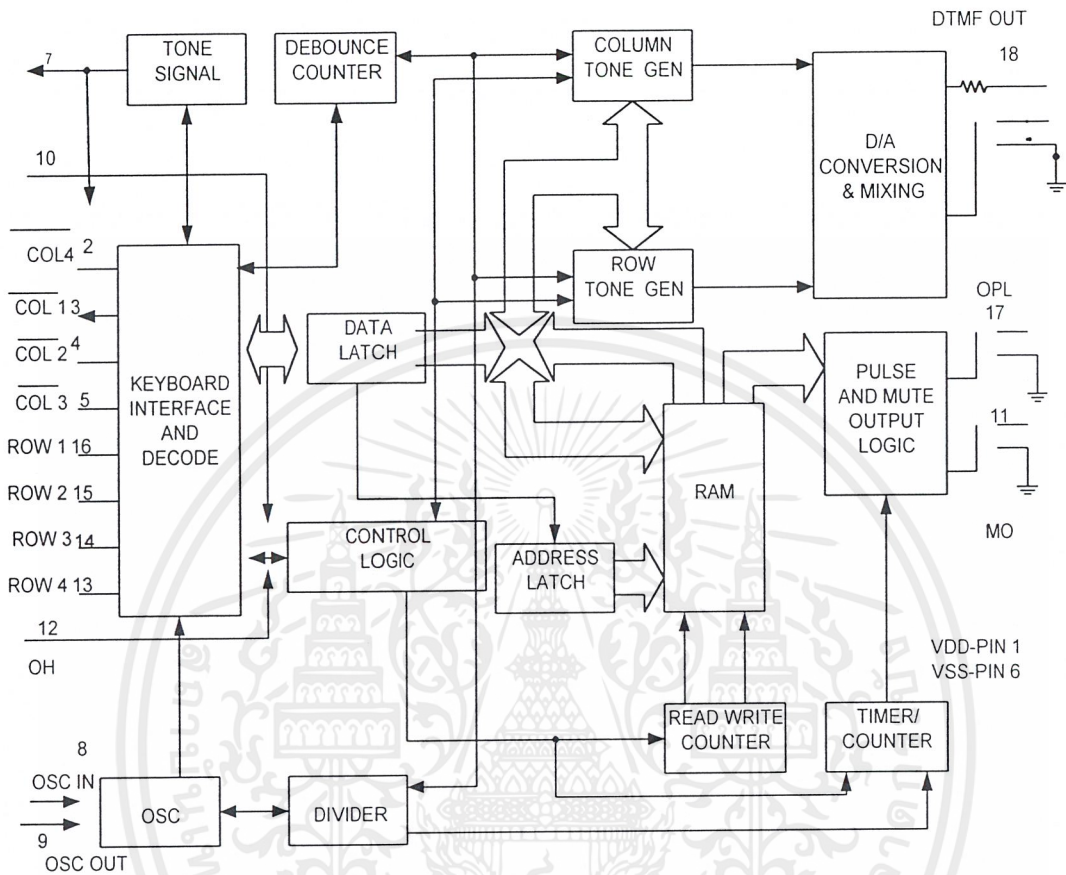 DTMF OUT
18
7
TONE
SIGNAL
DEBOUNCE
COUNTER
COLUMN
TONE GEN
D/A
CONVERSION
& MIXING
10
COL4 2
COL 1 3
COL 2 4
COL 3 5
ROW 1 16
ROW 2 15
ROW 3 14
ROW 4 13
12
OH
KEYBOARD
INTERFACE
AND
DECODE
DATA
LATCH
ROW
TONE GEN
OPL
17
PULSE
AND MUTE
OUTPUT
LOGIC
11
MO
RAM
CONTROL
LOGIC
ADDRESS
LATCH
VDD-PIN 1
VSS-PIN 6
READ WRITE
COUNTER
TIMER/
COUNTER
8
OSC IN
9
OSC OUT
OSC
DIVIDER